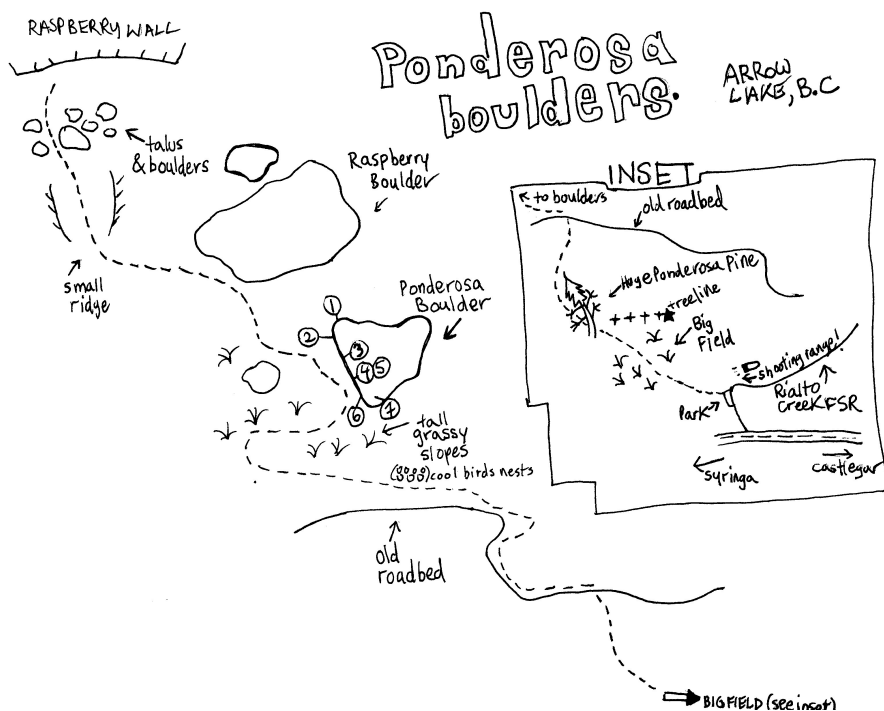 RASPBERRY WALL
Ponderosa
boulders.
ARROW
LAKE, B.C
talus
& boulders
Raspberry
Boulder
small
ridge
Ponderosa
Boulder
1
2
3
4 5
6 7
tall
grassy
slopes
cool birds nests
old
roadbed
BIG FIELD (see inset)
INSET
to boulders
old roadbed
Huge Ponderosa Pine
treeline
Big
Field
shooting range!
Park
Rialto
Creek FSR
syringa
castlegar